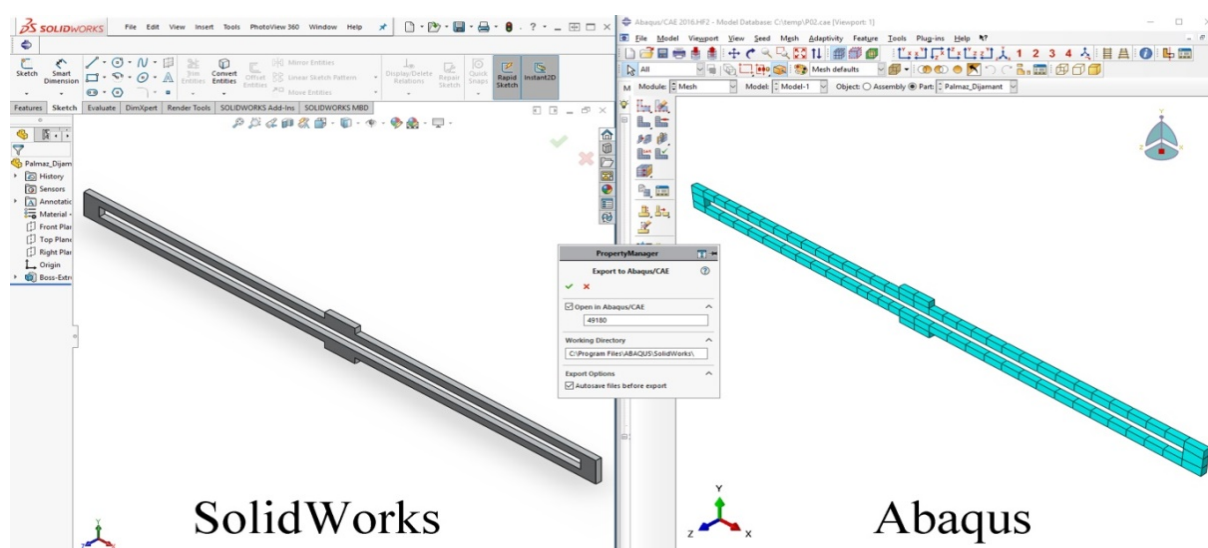 SOLIDWORKS
File Edit View Insert Tools PhotoView 360 Window Help
Sketch
Smart Dimension
Trim Entities
Convert Entities
Offset Entities
Mirror Entities
Linear Sketch Pattern
Move Entities
Display/Delete Relations
Repair Sketch
Quick Snaps
Rapid Sketch
Instant2D
Features Sketch Evaluate DimXpert Render Tools SOLIDWORKS Add-Ins SOLIDWORKS MBD
Palmaz_Dijam
History
Sensors
Annotatic
Material
Front Plan
Top Plane
Right Plan
Origin
Boss-Extr
SolidWorks
PropertyManager
Export to Abaqus/CAE
Open in Abaqus/CAE
49180
Working Directory
C:\Program Files\ABAQUS\SolidWorks\
Export Options
Autosave files before export
Abaqus/CAE 2016.HF2 - Model Database: C:\temp\P02.cae [Viewport: 1]
File Model Viewport View Seed Mesh Adaptivity Feature Tools Plug-ins Help
1 2 3 4
All
Mesh defaults
Module: Mesh Model: Model-1 Object: Assembly Part: Palmaz_Dijamant
Y
Z X
Abaqus